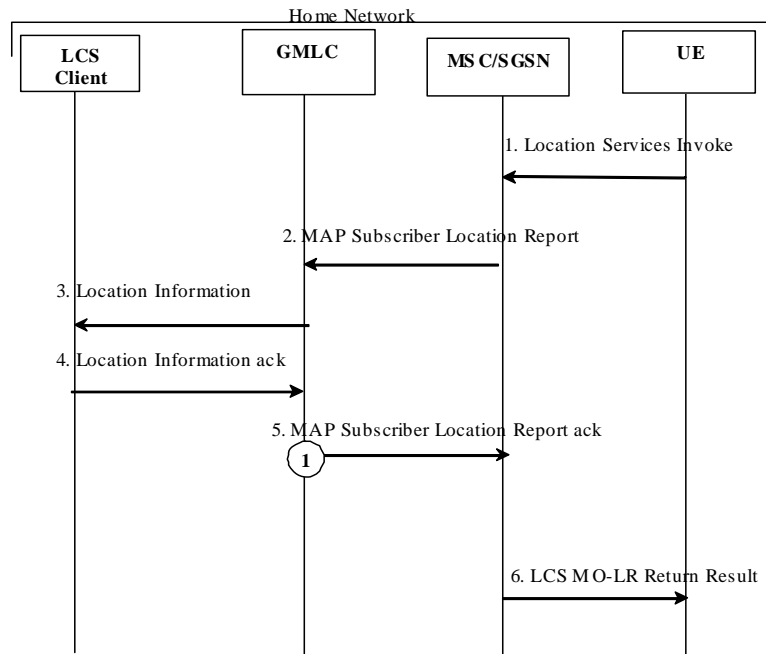 Home Network
LCS
Client
GMLC
MSC/SGSN
UE
1. Location Services Invoke
2. MAP Subscriber Location Report
3. Location Information
4. Location Information ack
5. MAP Subscriber Location Report ack
1
6. LCS MO-LR Return Result